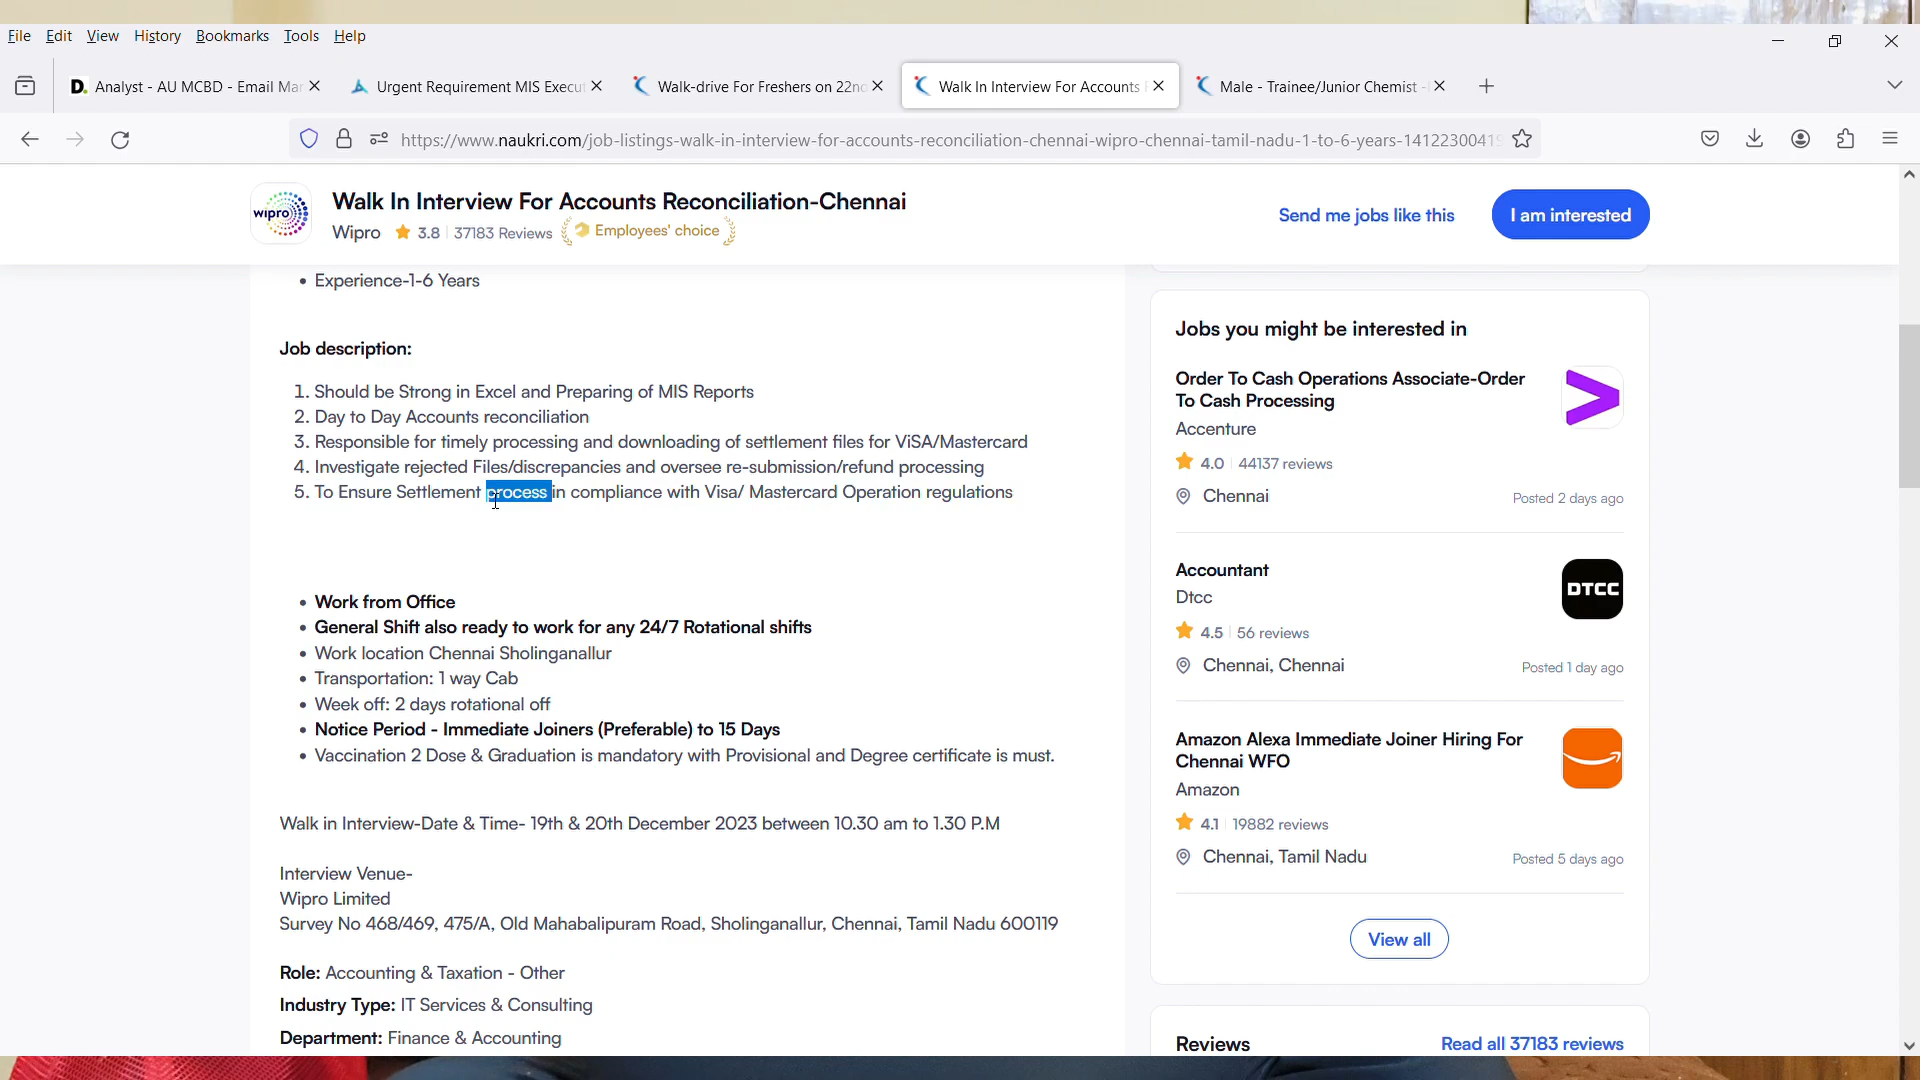 File Edit View History Bookmarks Tools Help
Analyst - AU MCBD - Email Mar
Urgent Requirement MIS Execut
Walk-drive For Freshers on 22nd
Walk In Interview For Accounts
Male - Trainee/Junior Chemist -
https://www.naukri.com/job-listings-walk-in-interview-for-accounts-reconciliation-chennai-wipro-chennai-tamil-nadu-1-to-6-years-141223004
wipro
Walk In Interview For Accounts Reconciliation-Chennai
Wipro 3.8 37183 Reviews Employees' choice
Send me jobs like this
I am interested
• Experience-1-6 Years
Job description:
1. Should be Strong in Excel and Preparing of MIS Reports
2. Day to Day Accounts reconciliation
3. Responsible for timely processing and downloading of settlement files for ViSA/Mastercard
4. Investigate rejected Files/discrepancies and oversee re-submission/refund processing
5. To Ensure Settlement process in compliance with Visa/ Mastercard Operation regulations
• Work from Office
• General Shift also ready to work for any 24/7 Rotational shifts
• Work location Chennai Sholinganallur
• Transportation: 1 way Cab
• Week off: 2 days rotational off
• Notice Period - Immediate Joiners (Preferable) to 15 Days
• Vaccination 2 Dose & Graduation is mandatory with Provisional and Degree certificate is must.
Walk in Interview-Date & Time- 19th & 20th December 2023 between 10.30 am to 1.30 P.M
Interview Venue-
Wipro Limited
Survey No 468/469, 475/A, Old Mahabalipuram Road, Sholinganallur, Chennai, Tamil Nadu 600119
Role: Accounting & Taxation - Other
Industry Type: IT Services & Consulting
Department: Finance & Accounting
Jobs you might be interested in
Order To Cash Operations Associate-Order
To Cash Processing
Accenture
4.0 44137 reviews
Chennai
Posted 2 days ago
Accountant
Dtcc
DTCC
4.5 56 reviews
Chennai, Chennai
Posted 1 day ago
Amazon Alexa Immediate Joiner Hiring For
Chennai WFO
Amazon
4.1 19882 reviews
Chennai, Tamil Nadu
Posted 5 days ago
View all
Reviews
Read all 37183 reviews